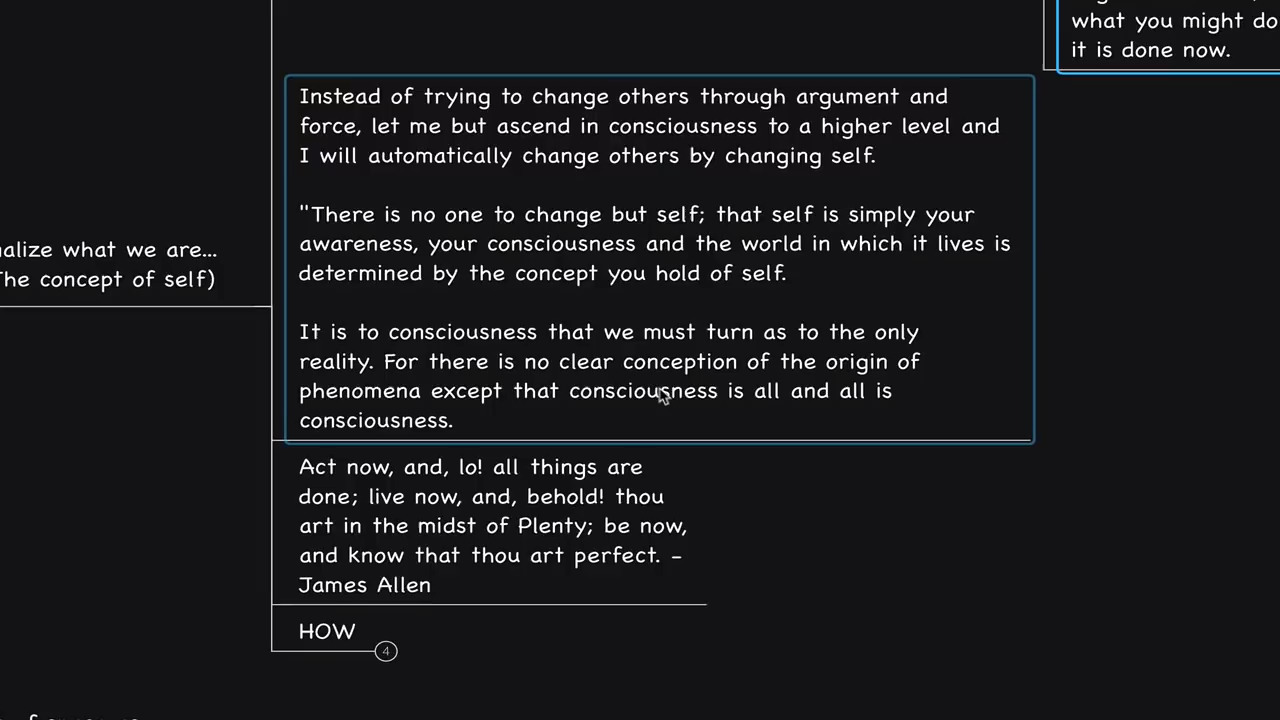 what you might do
it is done now.
Instead of trying to change others through argument and
force, let me but ascend in consciousness to a higher level and
I will automatically change others by changing self.
"There is no one to change but self; that self is simply your
awareness, your consciousness and the world in which it lives is
determined by the concept you hold of self.
It is to consciousness that we must turn as to the only
reality. For there is no clear conception of the origin of
phenomena except that consciousness is all and all is
consciousness.
what we are...
concept of self)
Act now, and, lo! all things are
done; live now, and, behold! thou
art in the midst of Plenty; be now,
and know that thou art perfect. –
James Allen
HOW
4